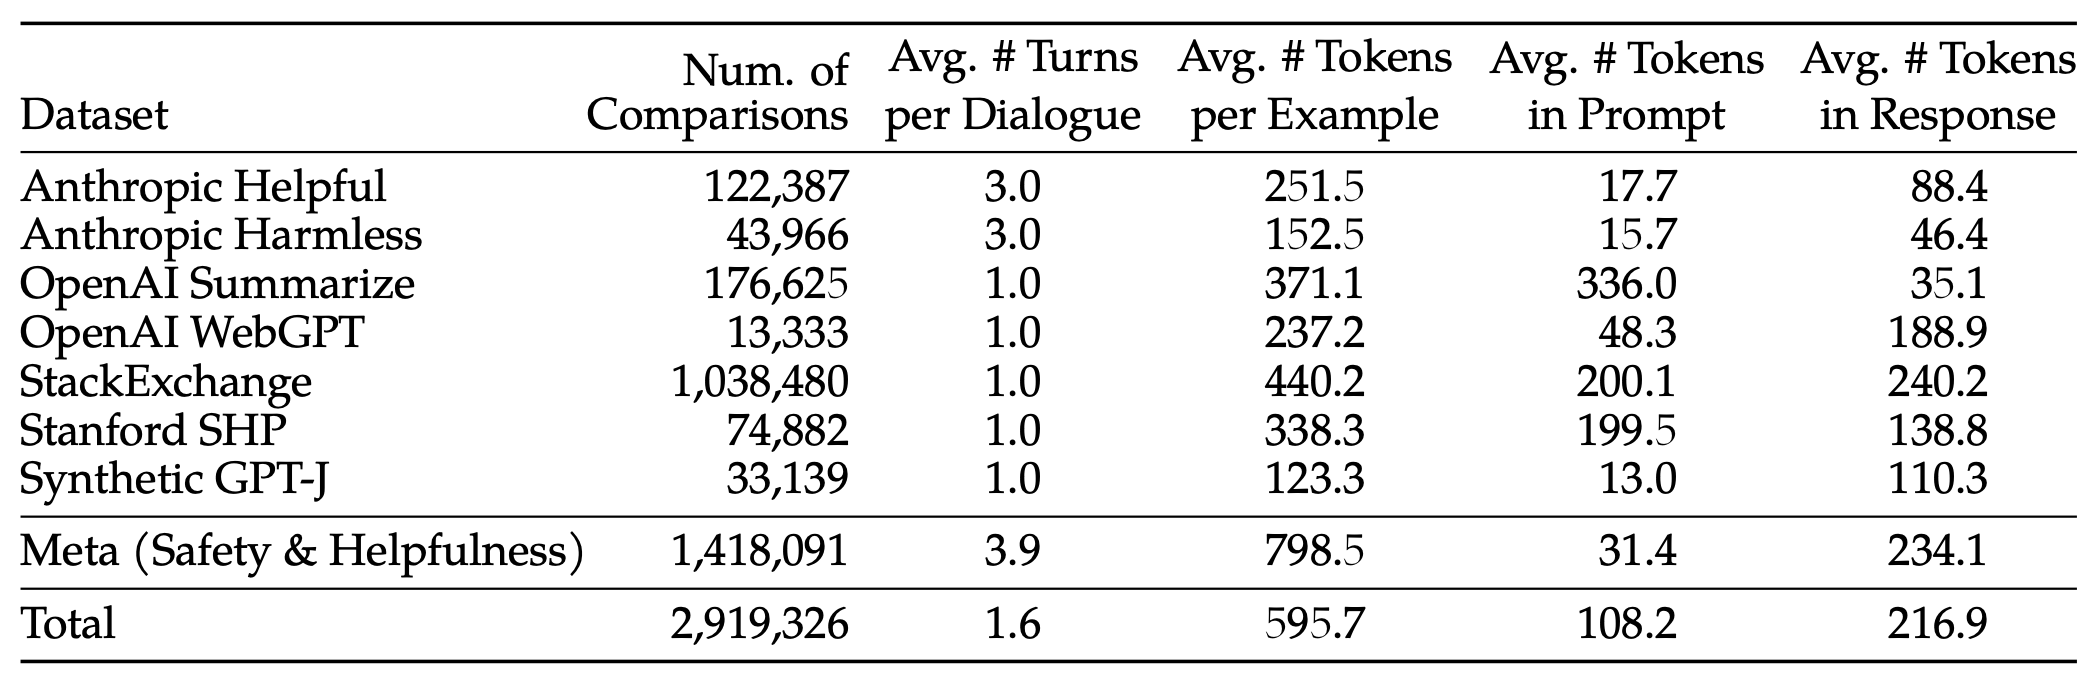 Dataset Num. of Comparisons Avg. # Turns per Dialogue Avg. # Tokens per Example Avg. # Tokens in Prompt Avg. # Tokens in Response
Anthropic Helpful 122,387 3.0 251.5 17.7 88.4
Anthropic Harmless 43,966 3.0 152.5 15.7 46.4
OpenAI Summarize 176,625 1.0 371.1 336.0 35.1
OpenAI WebGPT 13,333 1.0 237.2 48.3 188.9
StackExchange 1,038,480 1.0 440.2 200.1 240.2
Stanford SHP 74,882 1.0 338.3 199.5 138.8
Synthetic GPT-J 33,139 1.0 123.3 13.0 110.3
Meta (Safety & Helpfulness) 1,418,091 3.9 798.5 31.4 234.1
Total 2,919,326 1.6 595.7 108.2 216.9